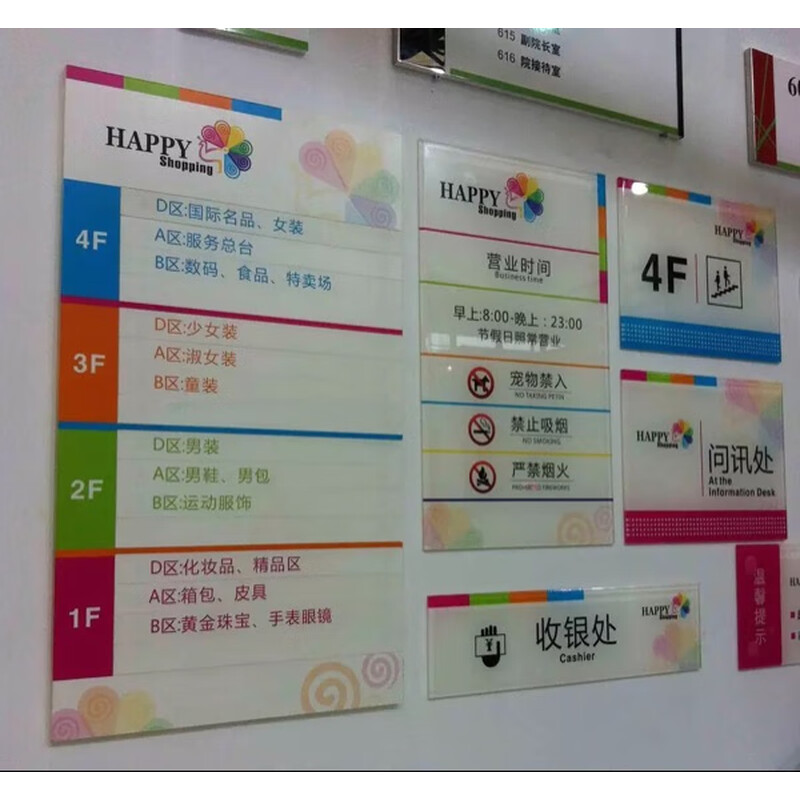 615 副院长室
616 院接待室
HAPPY
Shopping
4F
D区:国际名品、女装
A区:服务总台
B区:数码、食品、特卖场
3F
D区:少女装
A区:淑女装
B区:童装
2F
D区:男装
A区:男鞋、男包
B区:运动服饰
1F
D区:化妆品、精品区
A区:箱包、皮具
B区:黄金珠宝、手表眼镜
HAPPY
Shopping
营业时间
Business time
早上:8:00-晚上：23:00
节假日照常营业
宠物禁入
禁止吸烟
NO SMOKING
严禁烟火
HAPPY
Shopping
4F
HAPPY
Shopping
问讯处
At the
Information Desk
HAPPY
Shopping
收银处
Cashier
¥
温馨提示